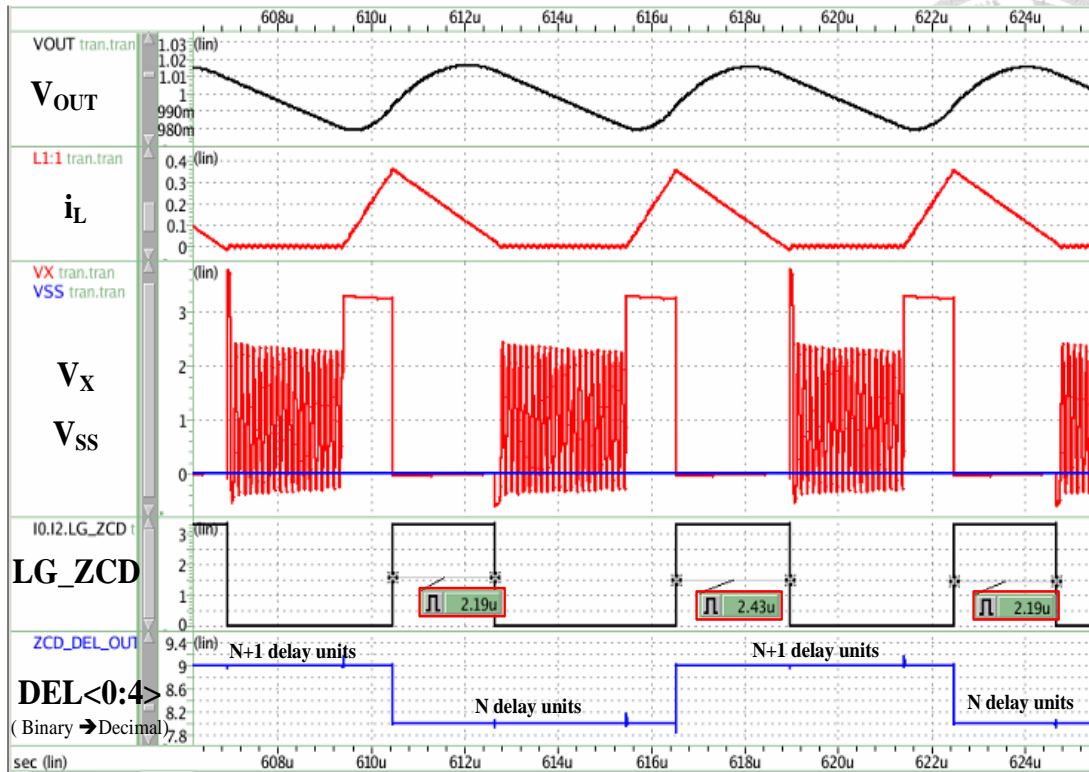 608u 610u 612u 614u 616u 618u 620u 622u 624u
VOUT tran.tran
V_OUT
(lin)
1.03
1.02
1.01
1
990m
980m
L1:1 tran.tran
i_L
(lin)
0.4
0.3
0.2
0.1
0
VX tran.tran
VSS tran.tran
V_X
V_SS
(lin)
3
2
1
0
I0.I2.LG_ZCD t
LG_ZCD
(lin)
3
2
1
0
2.19u
2.43u
2.19u
ZCD_DEL_OUT
DEL<0:4>
( Binary ➔Decimal)
(lin)
9.4
9
8.6
8.2
7.8
N+1 delay units
N delay units
N+1 delay units
N delay units
sec (lin)
608u 610u 612u 614u 616u 618u 620u 622u 624u